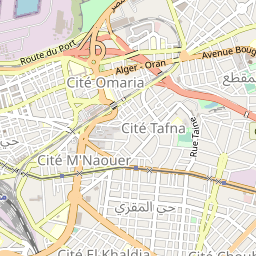 Route du Port
Alger - Oran
Avenue Boug
Cité Omaria
المقطع
Cité Tafna
Rue Tafna
Cité M'Naouer
حي المقري
Cité El Khaldia
Cité Chouh